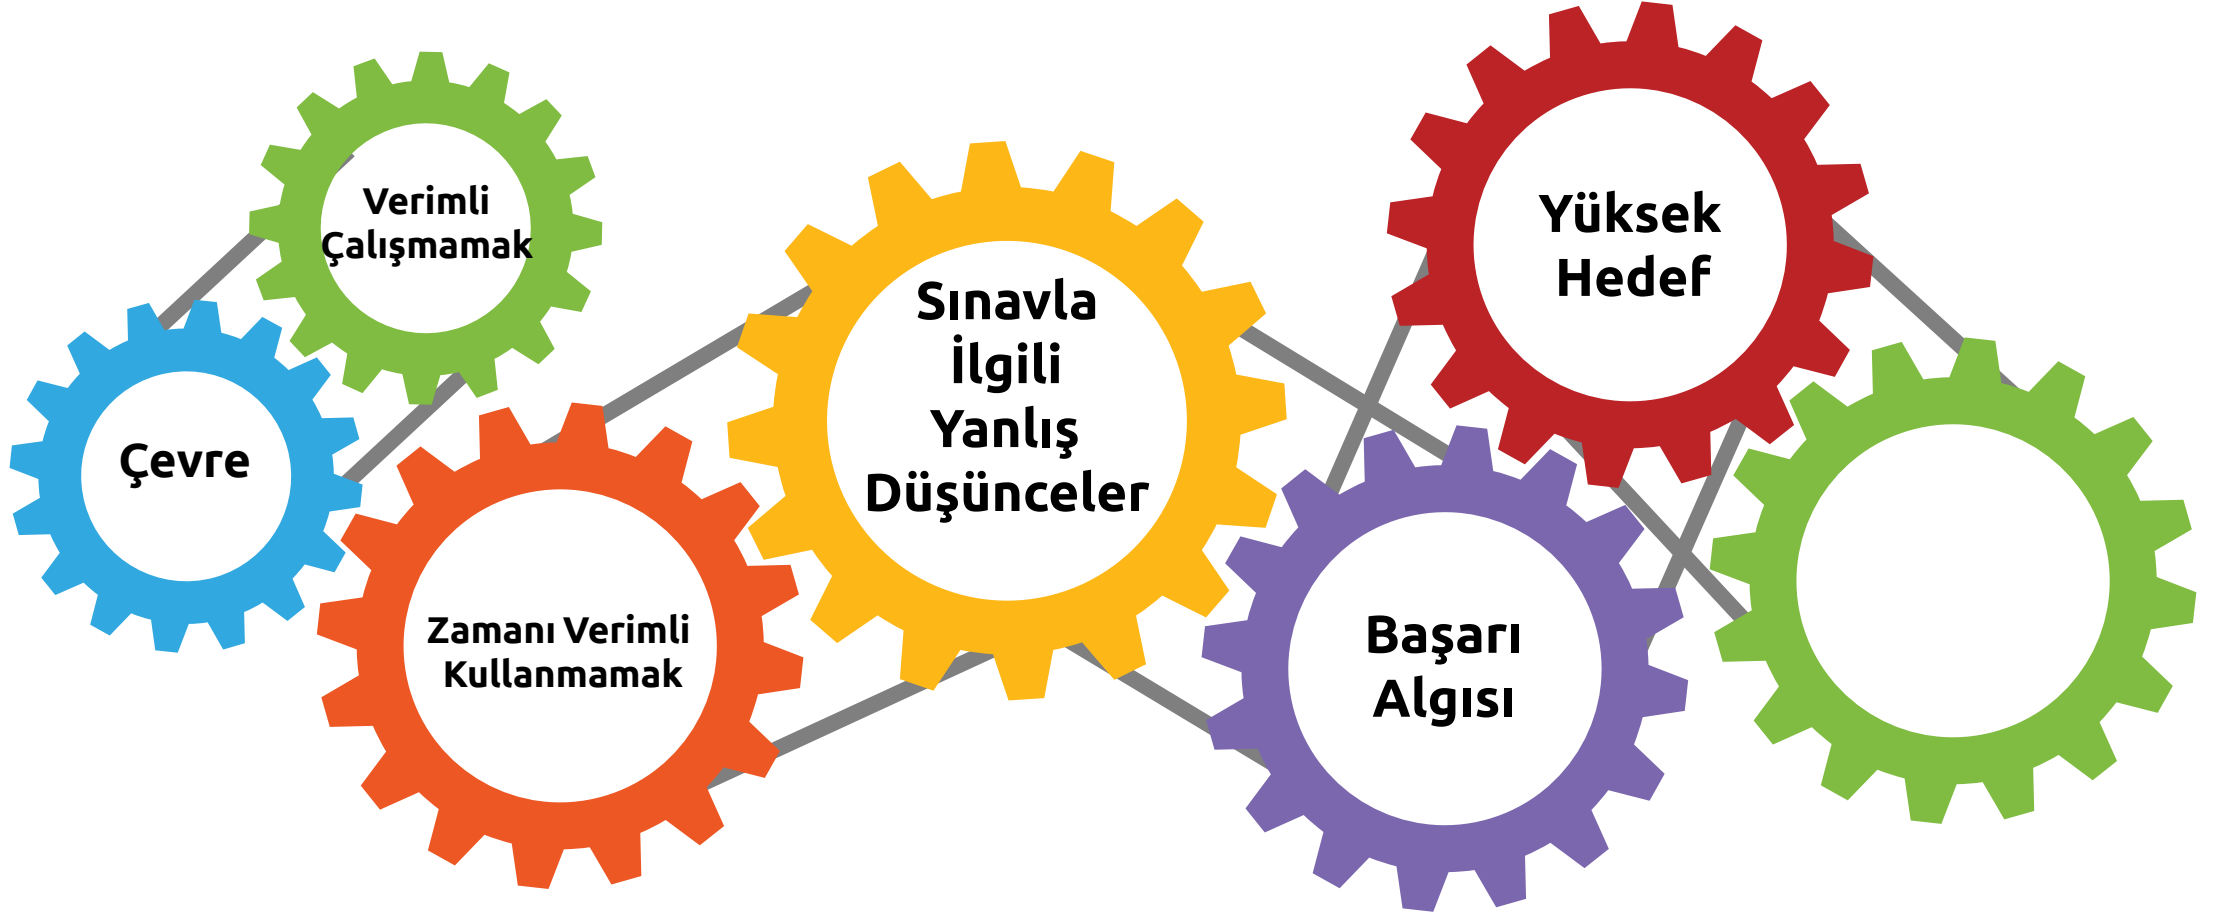 Verimli
Çalışmamak
Çevre
Zamanı Verimli
Kullanmamak
Sınavla
İlgili
Yanlış
Düşünceler
Yüksek
Hedef
Başarı
Algısı